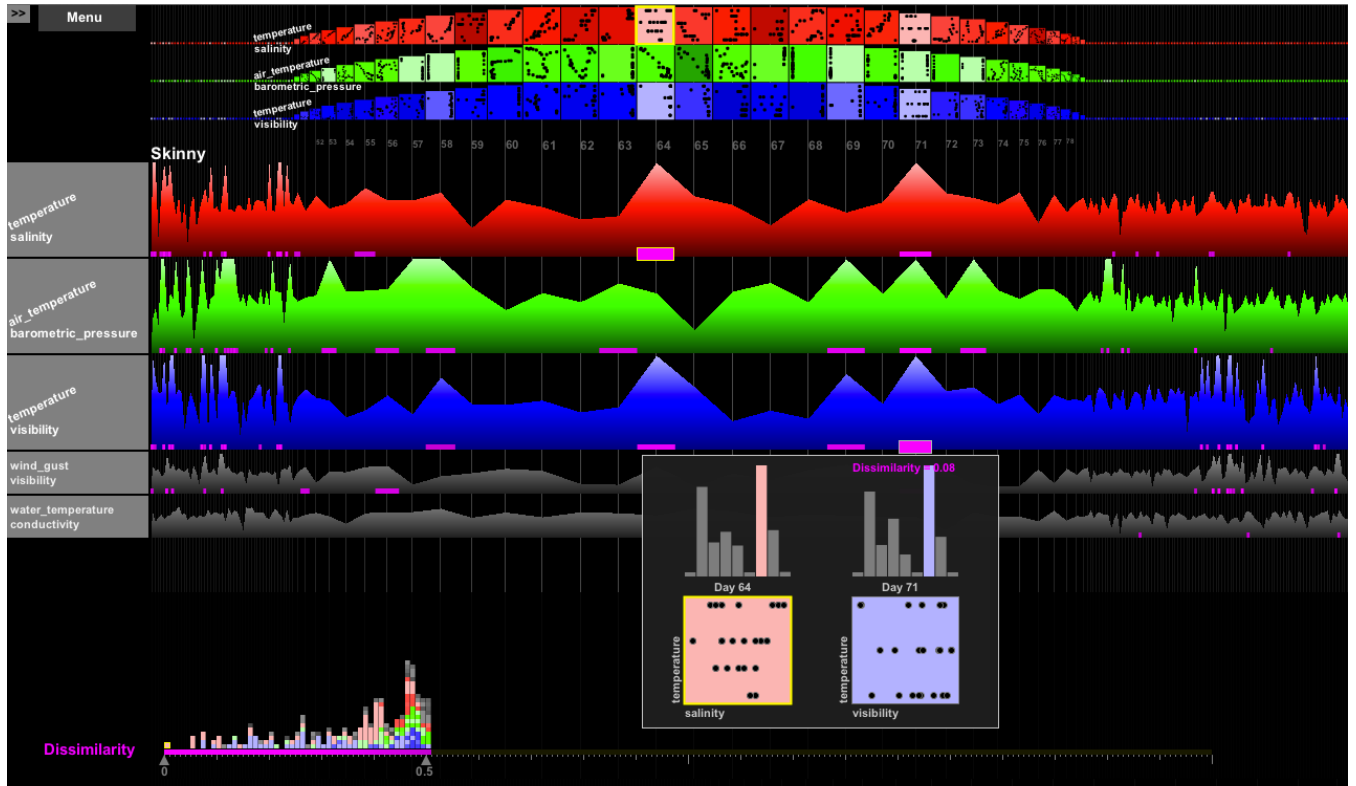 >>
Menu
temperature
salinity
air_temperature
barometric_pressure
temperature
visibility
52 53 54 55 56 57 58 59 60 61 62 63 64 65 66 67 68 69 70 71 72 73 74 75 76 77 78
Skinny
temperature
salinity
air_temperature
barometric_pressure
temperature
visibility
wind_gust
visibility
water_temperature
conductivity
Dissimilarity = 0.08
Day 64
Day 71
temperature
salinity
temperature
visibility
Dissimilarity
0
0.5